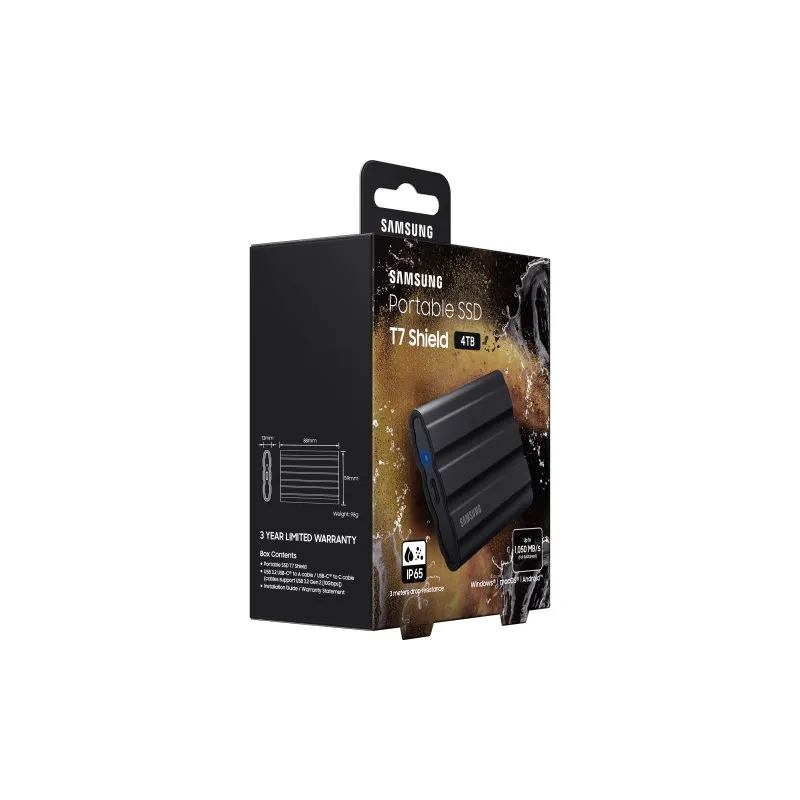 SAMSUNG
SAMSUNG
Portable SSD
T7 Shield 4TB
13mm
88mm
59mm
Weight: 98g
3 YEAR LIMITED WARRANTY
Box Contents
• Portable SSD T7 Shield
• USB 3.2 USB-C® to A cable / USB-C® to C cable
(cables support USB 3.2 Gen 2 [10Gbps])
• Installation Guide / Warranty Statement
SAMSUNG
IP65
3 meters drop resistance
Up to
1,050 MB/s
Windows® | macOS® | Android™